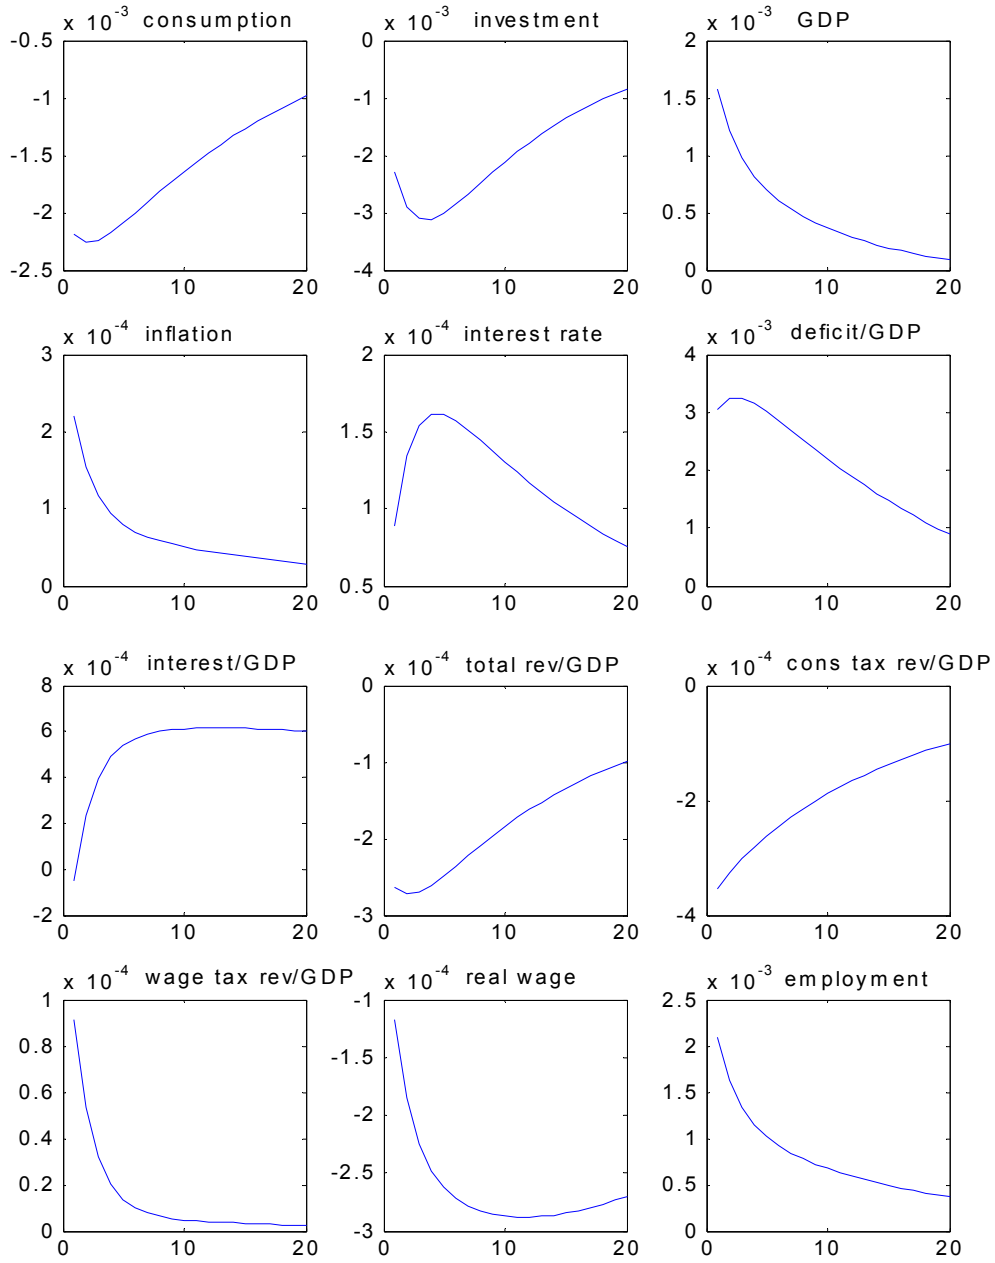 x 10^-3 consumption
-0.5
-1
-1.5
-2
-2.5
0 10 20
x 10^-3 investment
0
-1
-2
-3
-4
0 10 20
x 10^-3 GDP
2
1.5
1
0.5
0
0 10 20
x 10^-4 inflation
3
2
1
0
0 10 20
x 10^-4 interest rate
2
1.5
1
0.5
0 10 20
x 10^-3 deficit/GDP
4
3
2
1
0
0 10 20
x 10^-4 interest/GDP
8
6
4
2
0
-2
0 10 20
x 10^-4 total rev/GDP
0
-1
-2
-3
0 10 20
x 10^-4 cons tax rev/GDP
0
-2
-4
0 10 20
x 10^-4 wage tax rev/GDP
1
0.8
0.6
0.4
0.2
0
0 10 20
x 10^-4 real wage
-1
-1.5
-2
-2.5
-3
0 10 20
x 10^-3 employment
2.5
2
1.5
1
0.5
0
0 10 20